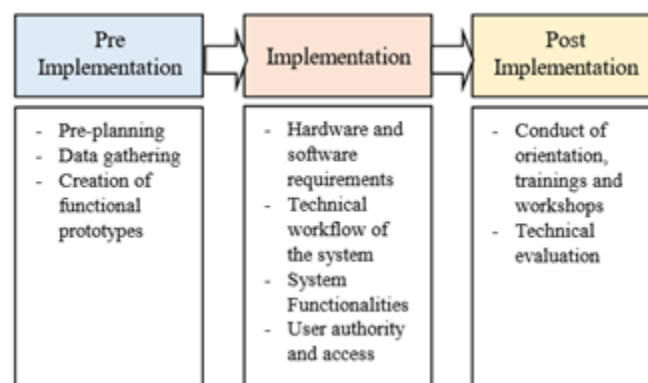 Pre
Implementation
Implementation
Post
Implementation
- Pre-planning
- Data gathering
- Creation of
functional
prototypes
- Hardware and
software
requirements
- Technical
workflow of
the system
- System
Functionalities
- User authority
and access
- Conduct of
orientation,
trainings and
workshops
- Technical
evaluation